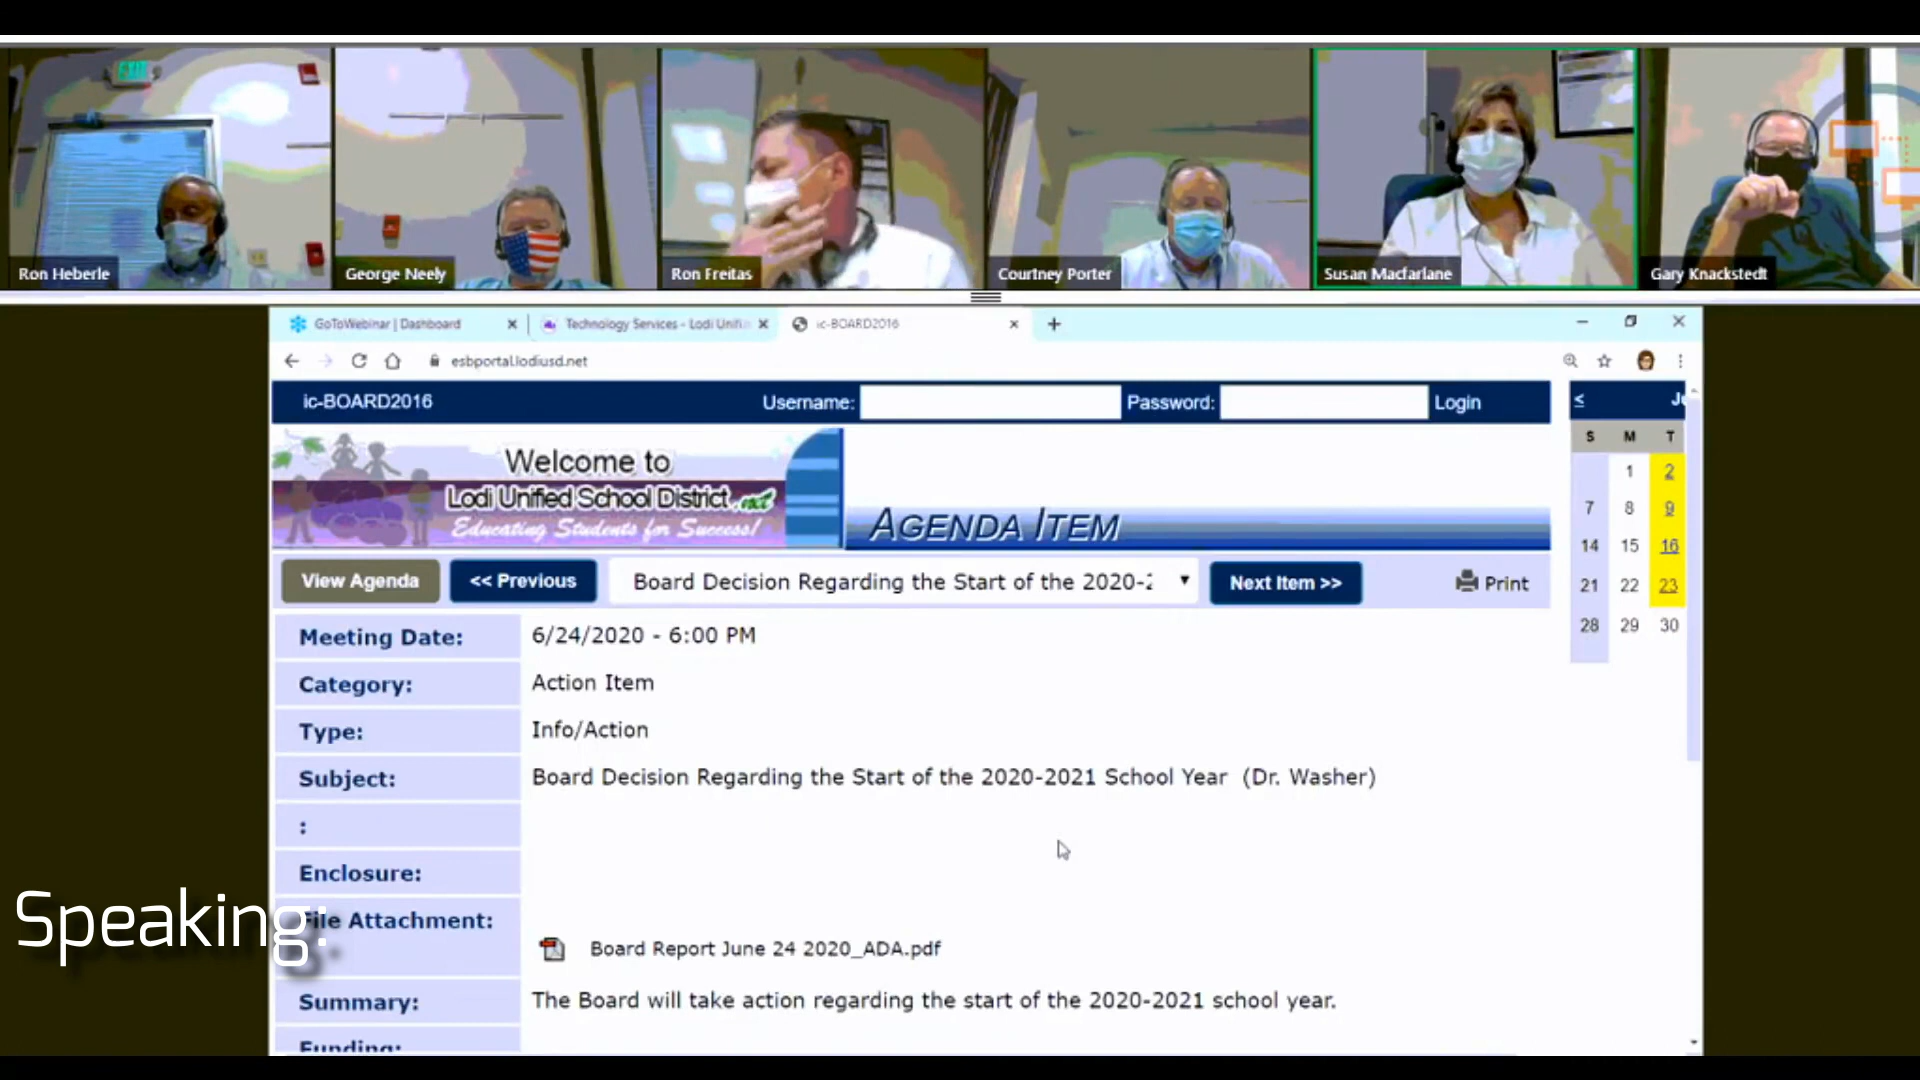 EXIT
Ron Heberle
George Neely
Ron Freitas
Courtney Porter
Susan Macfarlane
Gary Knackstedt
GoToWebinar | Dashboard
Technology Services - Lodi Unifi
ic-BOARD2016
esbportal.lodiusd.net
ic-BOARD2016
Username:
Password:
Login
<
Ju
S M T
1 2
7 8 9
14 15 16
21 22 23
28 29 30
Welcome to
Lodi Unified School District.net
Educating Students for Success!
AGENDA ITEM
View Agenda
<< Previous
Board Decision Regarding the Start of the 2020-2
Next Item >>
Print
Meeting Date: 6/24/2020 - 6:00 PM
Category: Action Item
Type: Info/Action
Subject: Board Decision Regarding the Start of the 2020-2021 School Year (Dr. Washer)
:
Enclosure:
File Attachment:
Board Report June 24 2020_ADA.pdf
Summary: The Board will take action regarding the start of the 2020-2021 school year.
Funding:
Speaking: